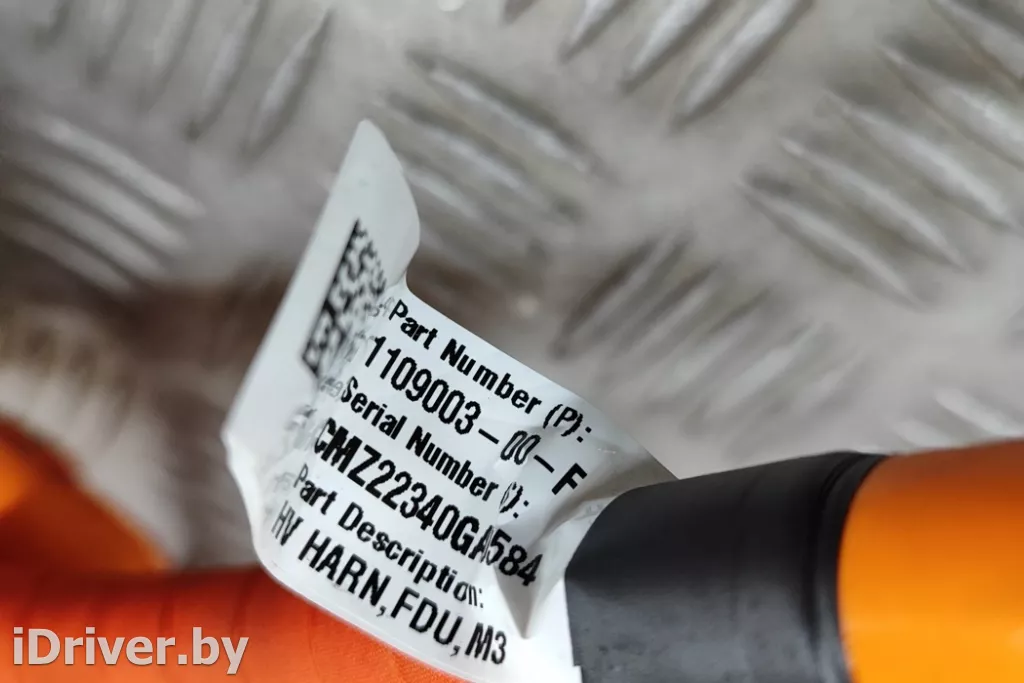 Part Number (P):
1109003-00-F
Serial Number (S):
CMZ22340GA584
Part Description:
HV HARN,FDU,M3
iDriver.by